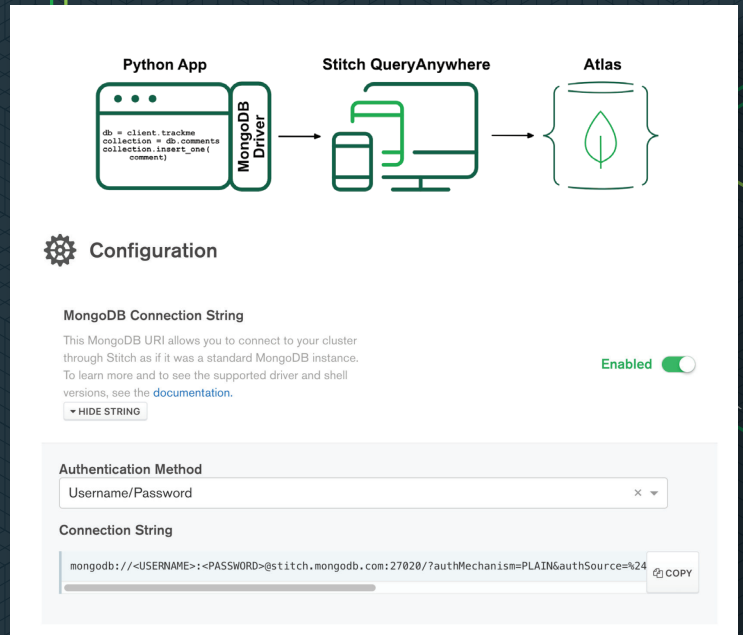 Python App
Stitch QueryAnywhere
Atlas
db = client.trackme
collection = db.comments
collection.insert_one(
comment)
MongoDB
Driver
Configuration
MongoDB Connection String
This MongoDB URI allows you to connect to your cluster
through Stitch as if it was a standard MongoDB instance.
To learn more and to see the supported driver and shell
versions, see the documentation.
HIDE STRING
Enabled
Authentication Method
Username/Password
Connection String
mongodb://<USERNAME>:<PASSWORD>@stitch.mongodb.com:27020/?authMechanism=PLAIN&authSource=%24
COPY